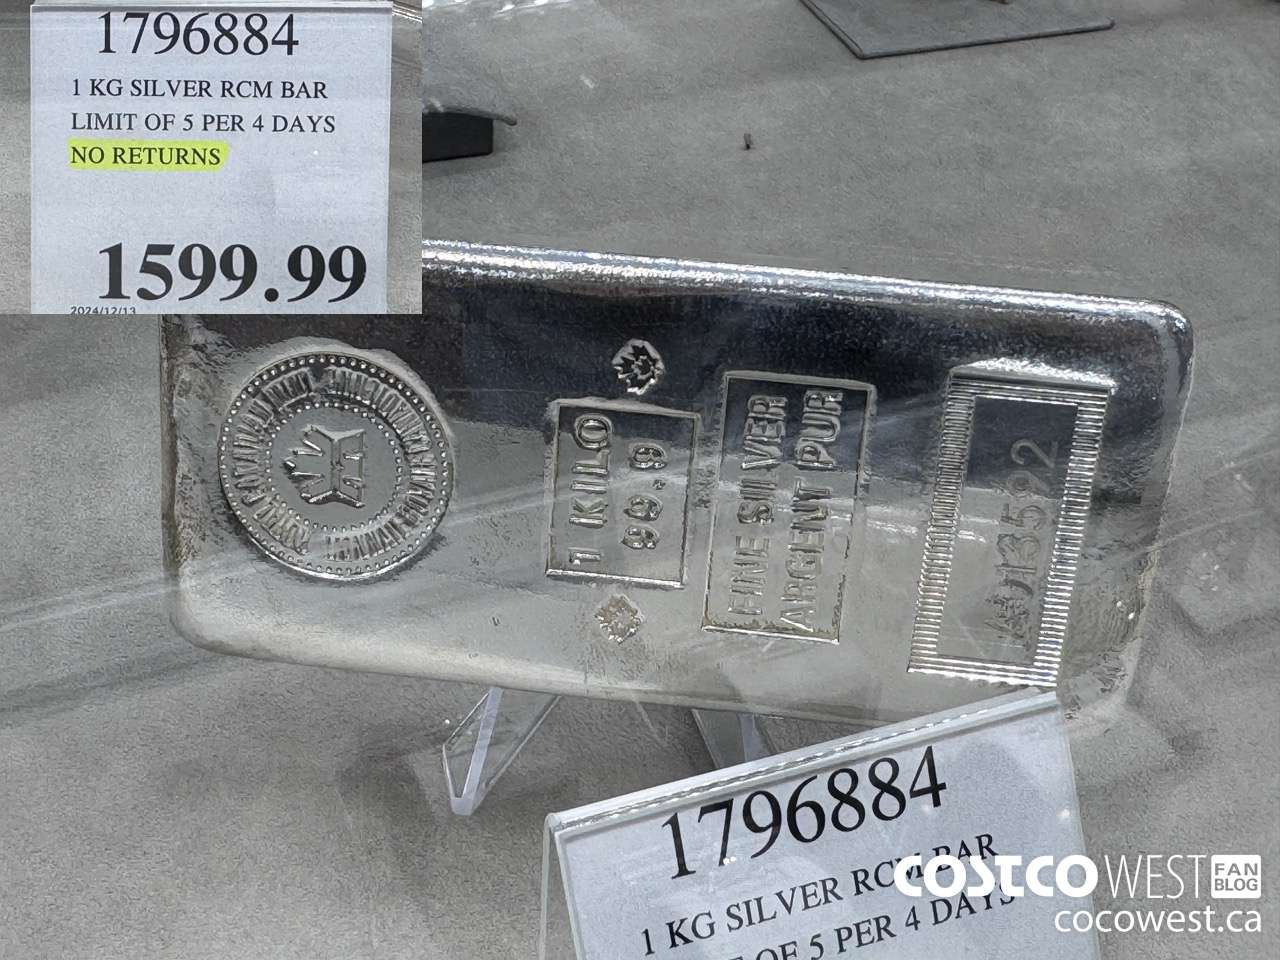 1796884
1 KG SILVER RCM BAR
LIMIT OF 5 PER 4 DAYS
NO RETURNS
1599.99
2024/12/13
1 KILO
99.9
FINE SILVER
ARGENT PUR
1796884
1 KG SILVER RCM BAR
OF 5 PER 4 DAYS
COSTCO WEST FAN BLOG
cocowest.ca